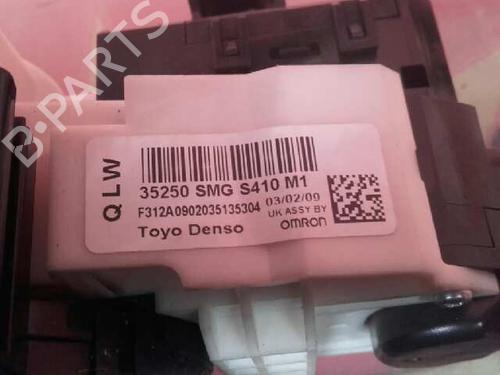 B-PARTS
QLW
35250 SMG S410 M1
F312A0902035135304
03/02/09
UK ASSY BY
Toyo Denso
OMRON